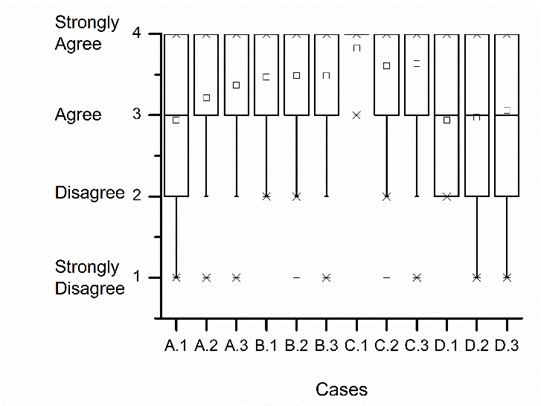 Strongly
Agree
4
Agree
3
Disagree
2
Strongly
Disagree
1
A.1 A.2 A.3 B.1 B.2 B.3 C.1 C.2 C.3 D.1 D.2 D.3
Cases